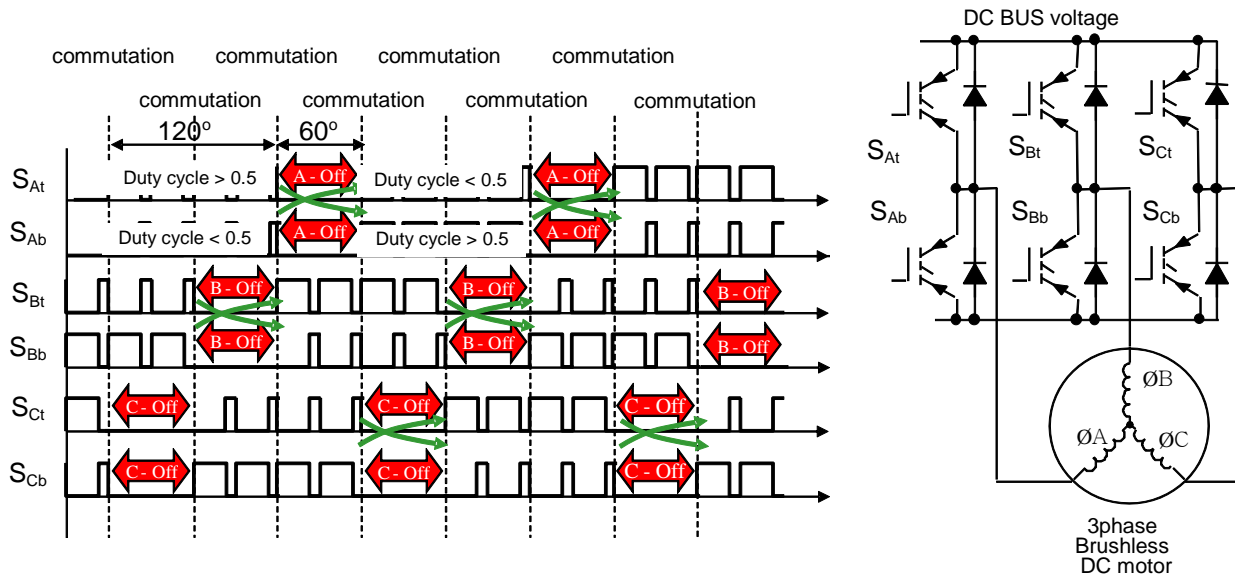 commutation commutation commutation commutation
commutation commutation commutation commutation
120º 60º
SAt Duty cycle > 0.5 A - Off Duty cycle < 0.5 A - Off
SAb Duty cycle < 0.5 A - Off Duty cycle > 0.5 A - Off
SBt B - Off B - Off B - Off
SBb B - Off B - Off B - Off
SCt C - Off C - Off C - Off
SCb C - Off C - Off C - Off
DC BUS voltage
SAt SBt SCt
SAb SBb SCb
ØB
ØA ØC
3phase
Brushless
DC motor